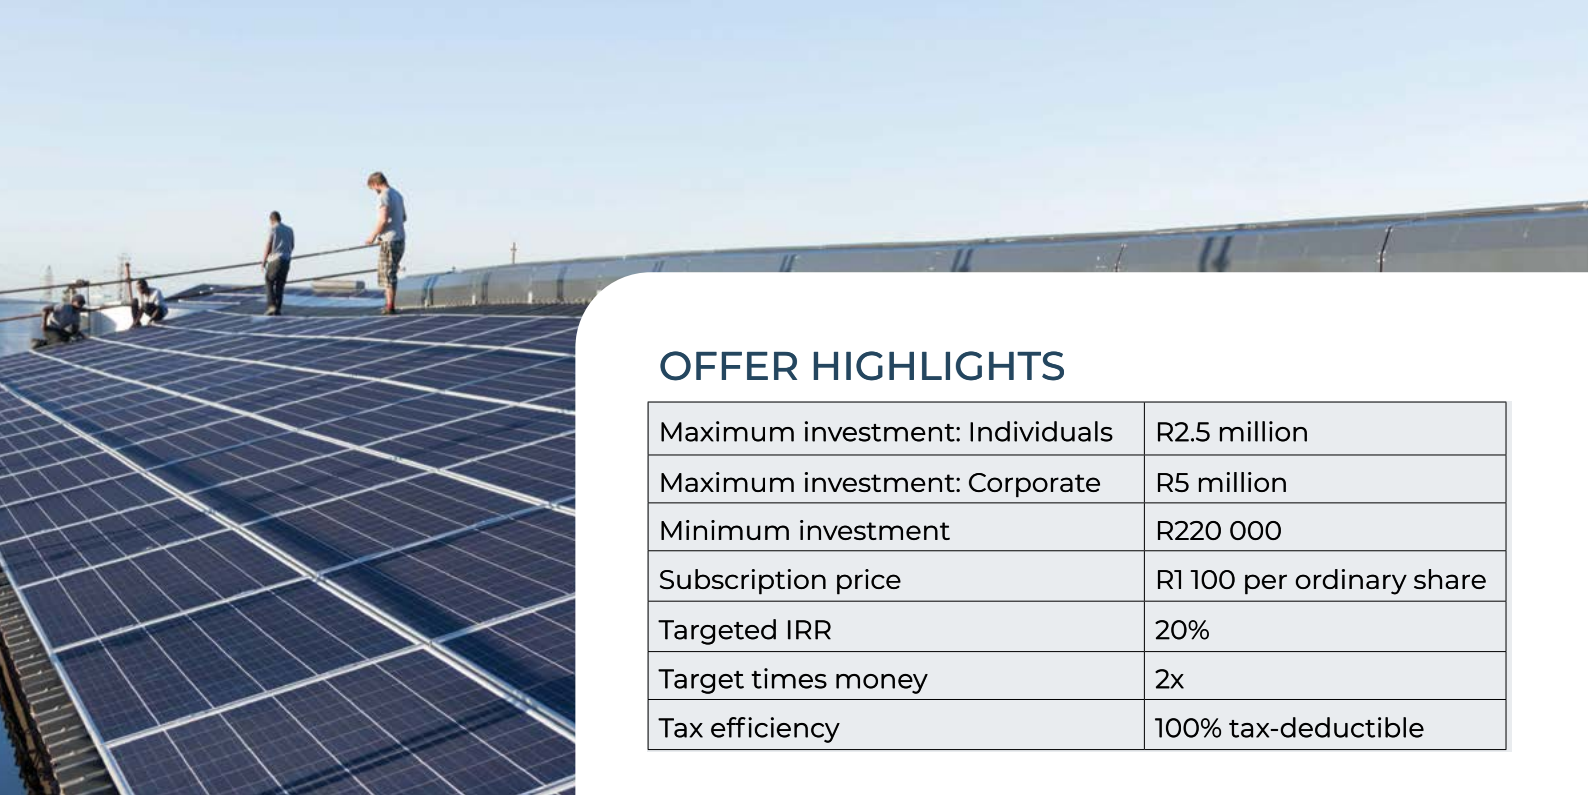 OFFER HIGHLIGHTS
Maximum investment: Individuals R2.5 million
Maximum investment: Corporate R5 million
Minimum investment R220 000
Subscription price R1 100 per ordinary share
Targeted IRR 20%
Target times money 2x
Tax efficiency 100% tax-deductible